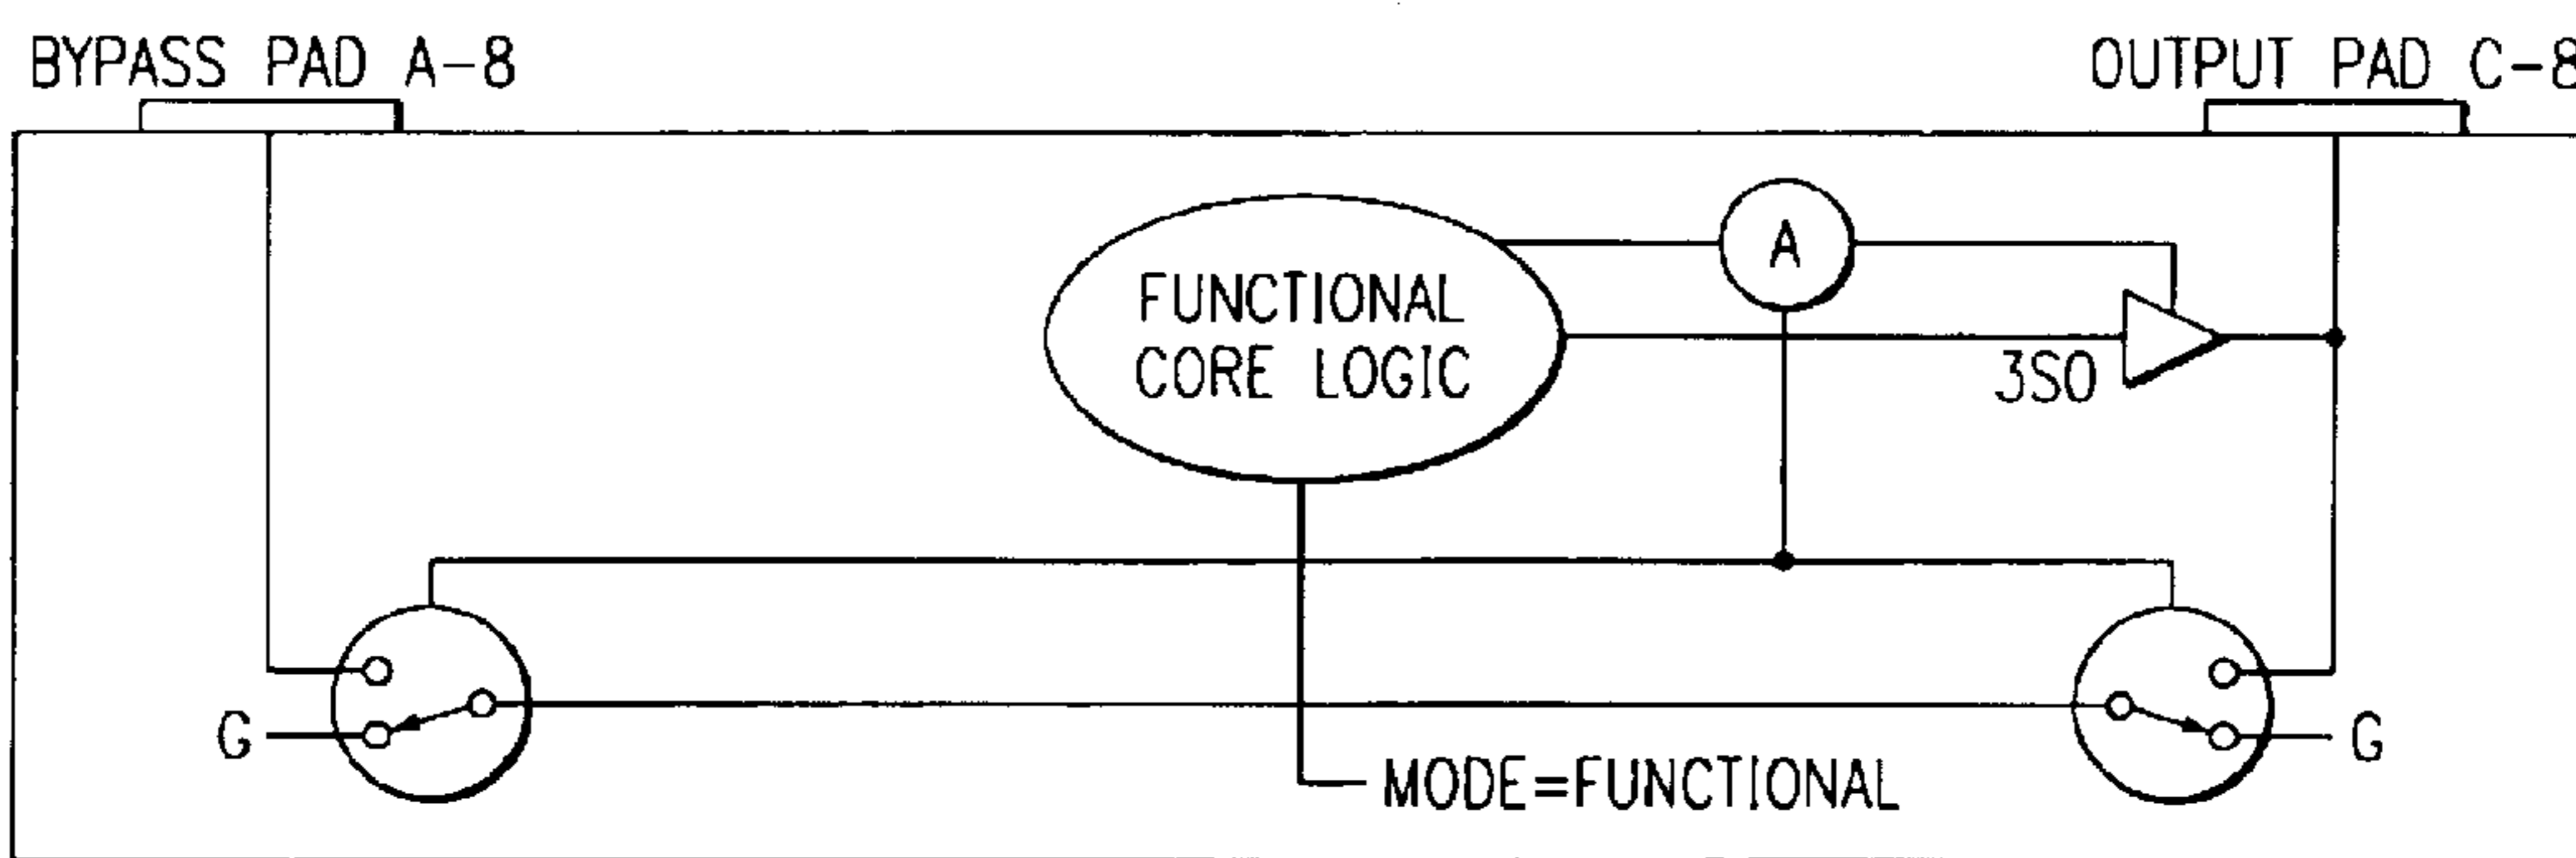 BYPASS PAD A-8
OUTPUT PAD C-8
A
FUNCTIONAL
CORE LOGIC
3SO
G
G
MODE=FUNCTIONAL